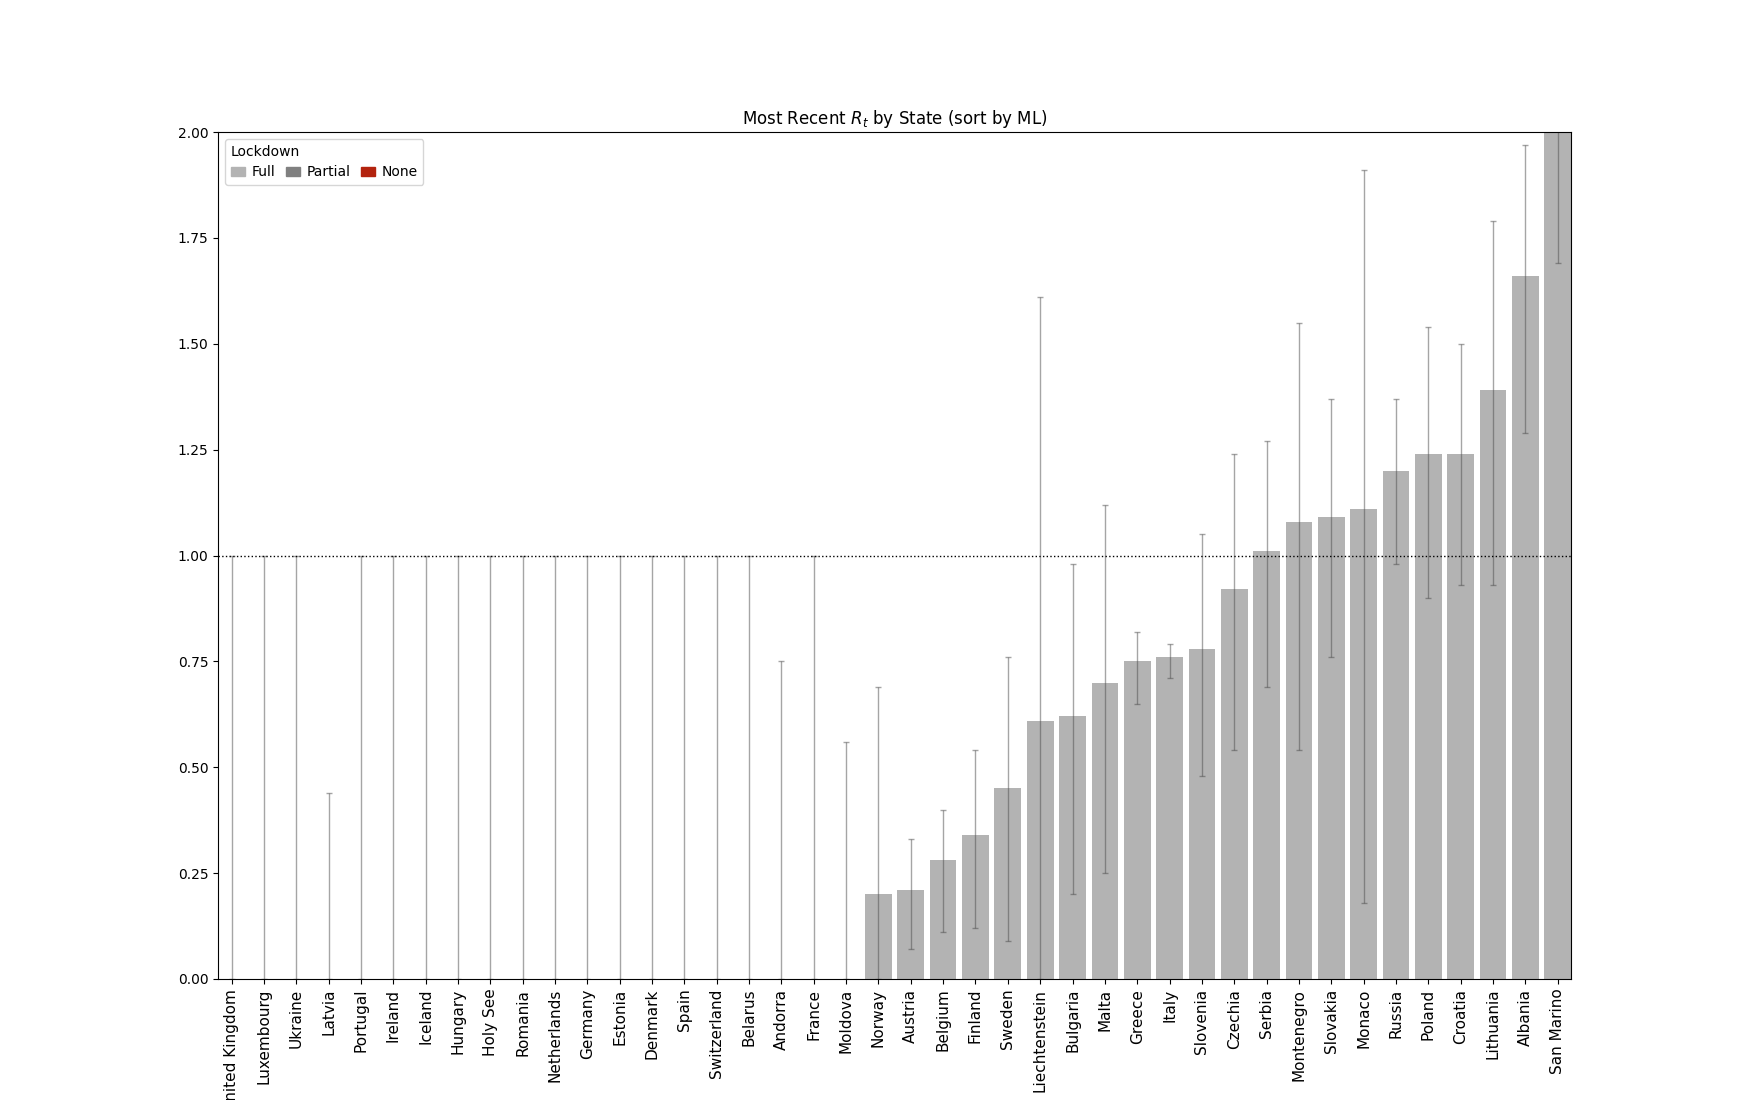 Most Recent Rt by State (sort by ML)
2.00
Lockdown
Full Partial None
1.75
1.50
1.25
1.00
0.75
0.50
0.25
0.00
nited Kingdom
Luxembourg
Ukraine
Latvia
Portugal
Ireland
Iceland
Hungary
Holy See
Romania
Netherlands
Germany
Estonia
Denmark
Spain
Switzerland
Belarus
Andorra
France
Moldova
Norway
Austria
Belgium
Finland
Sweden
Liechtenstein
Bulgaria
Malta
Greece
Italy
Slovenia
Czechia
Serbia
Montenegro
Slovakia
Monaco
Russia
Poland
Croatia
Lithuania
Albania
San Marino